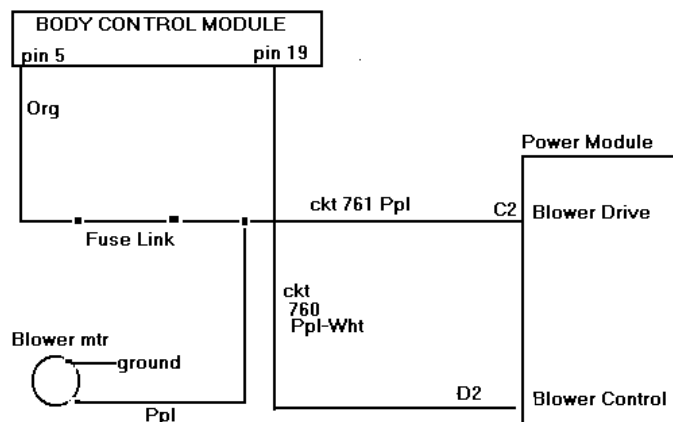 BODY CONTROL MODULE
pin 5
pin 19
Org
Power Module
ckt 761 Ppl
C2
Blower Drive
Fuse Link
ckt
760
Ppl-Wht
Blower mtr
ground
D2
Blower Control
Ppl